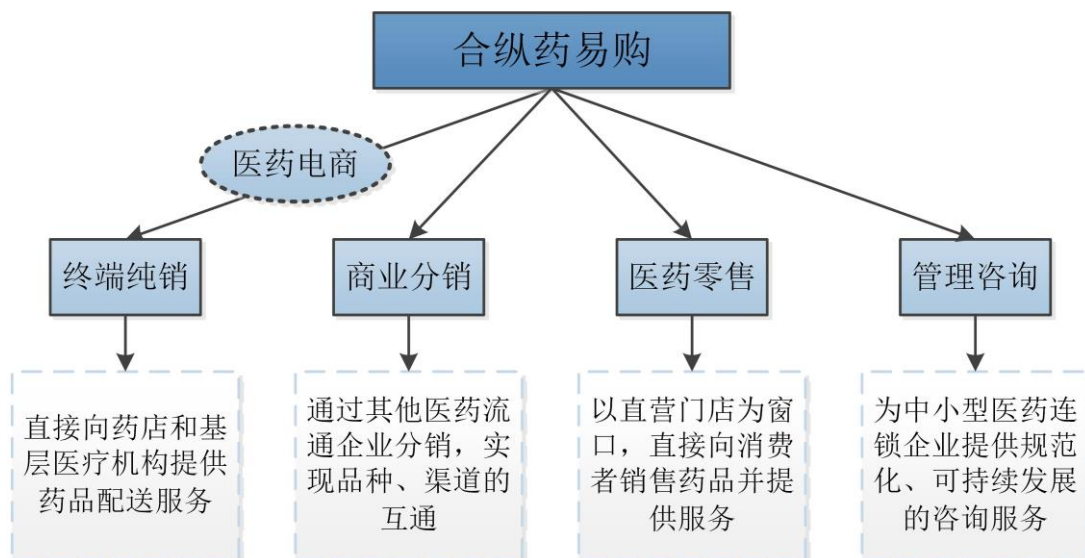 合纵药易购
医药电商
终端纯销
商业分销
医药零售
管理咨询
直接向药店和基
层医疗机构提供
药品配送服务
通过其他医药流
通企业分销，实
现品种、渠道的
互通
以直营门店为窗
口，直接向消费
者销售药品并提
供服务
为中小型医药连
锁企业提供规范
化、可持续发展
的咨询服务